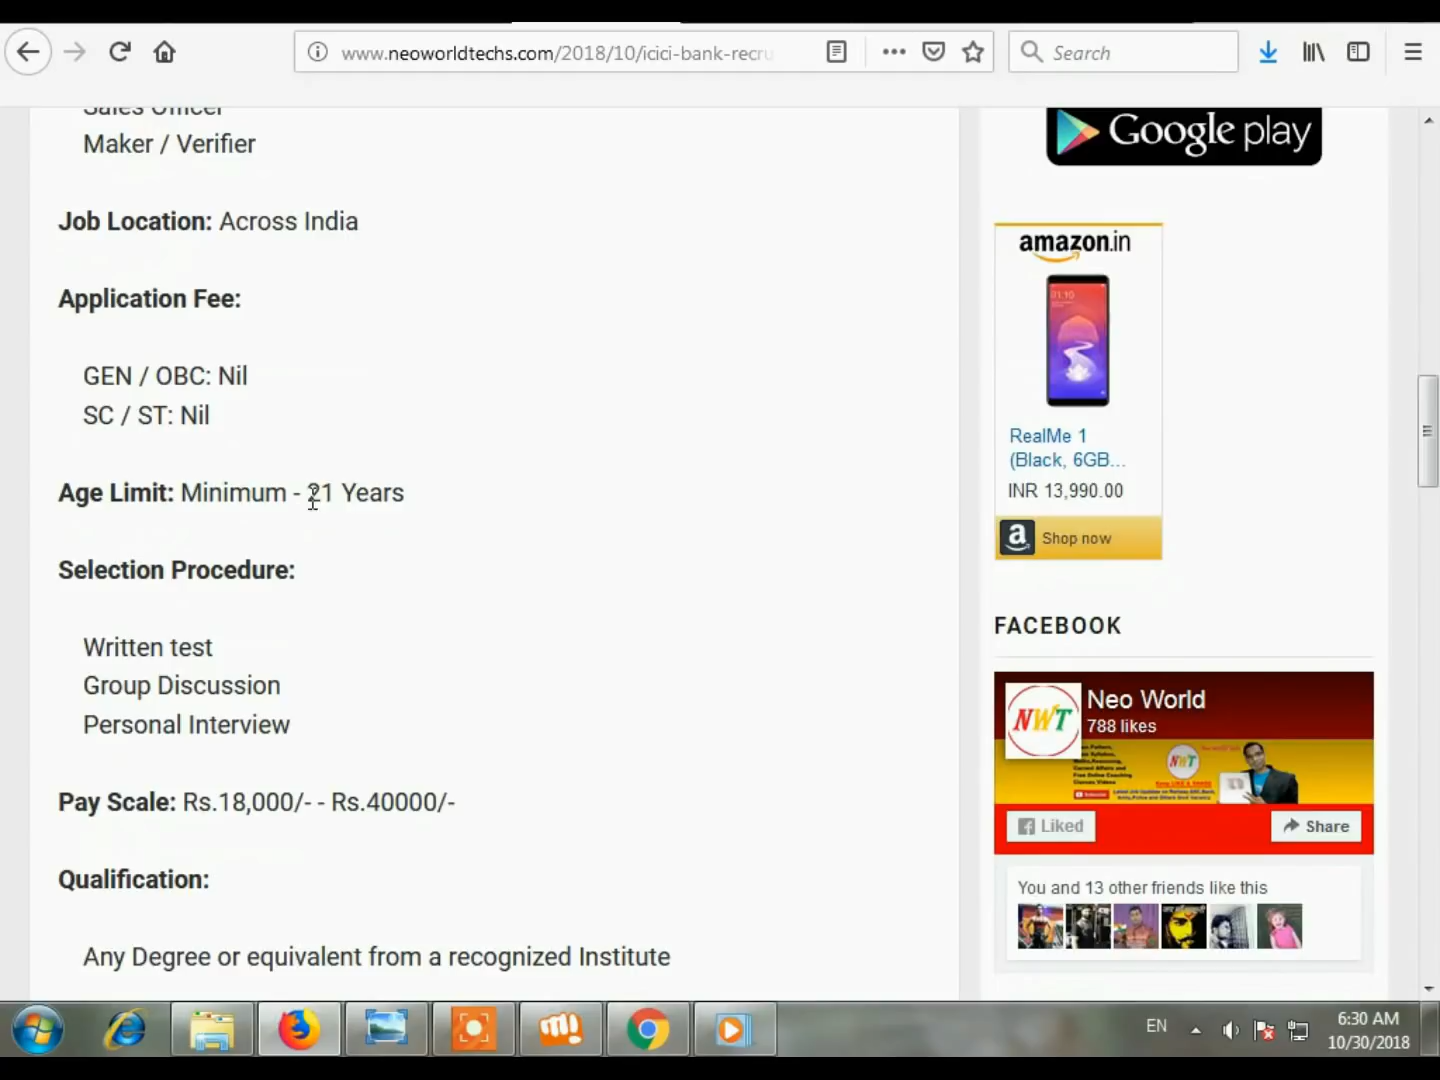 www.neoworldtechs.com/2018/10/icici-bank-recru
Search
Sales Officer
Maker / Verifier
Job Location: Across India
Application Fee:
GEN / OBC: Nil
SC / ST: Nil
Age Limit: Minimum - 21 Years
Selection Procedure:
Written test
Group Discussion
Personal Interview
Pay Scale: Rs.18,000/- - Rs.40000/-
Qualification:
Any Degree or equivalent from a recognized Institute
Google play
amazon.in
RealMe 1
(Black, 6GB...
INR 13,990.00
Shop now
FACEBOOK
NWT
Neo World
788 likes
NWT
Liked
Share
You and 13 other friends like this
EN
6:30 AM
10/30/2018